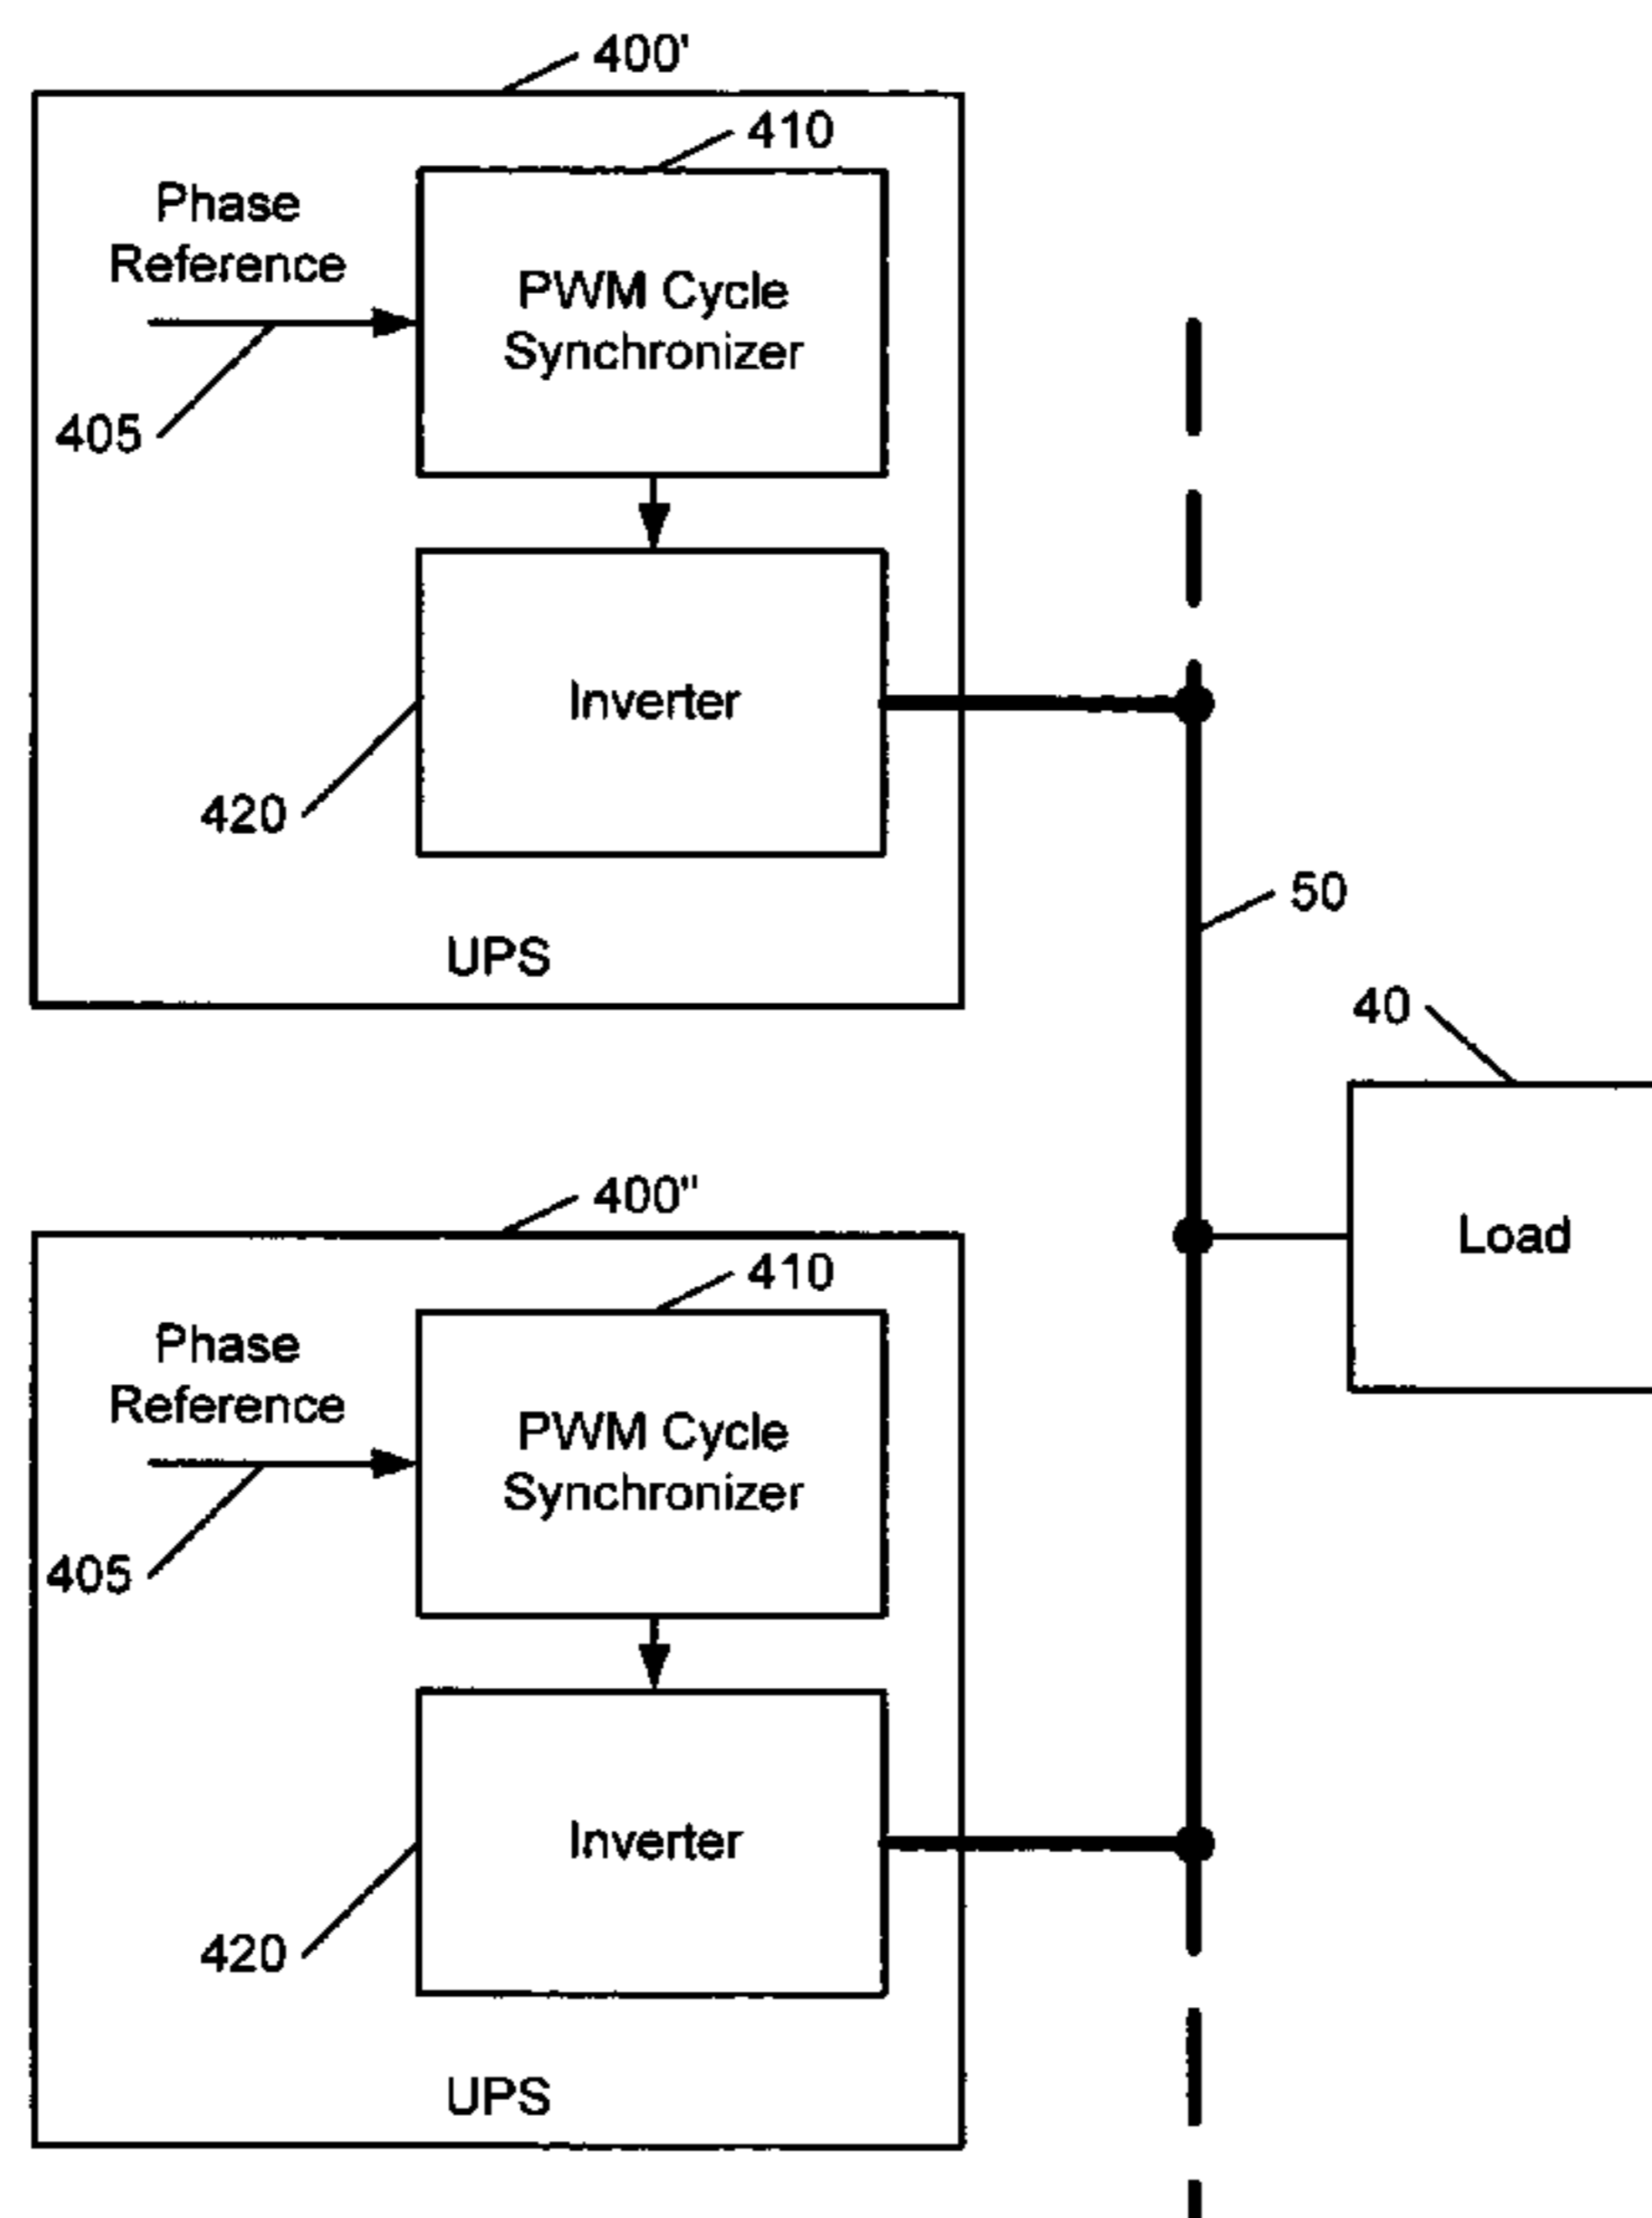 400'
410
Phase
Reference
PWM Cycle
Synchronizer
405
Inverter
420
50
UPS
40
Load
400"
410
Phase
Reference
PWM Cycle
Synchronizer
405
Inverter
420
UPS